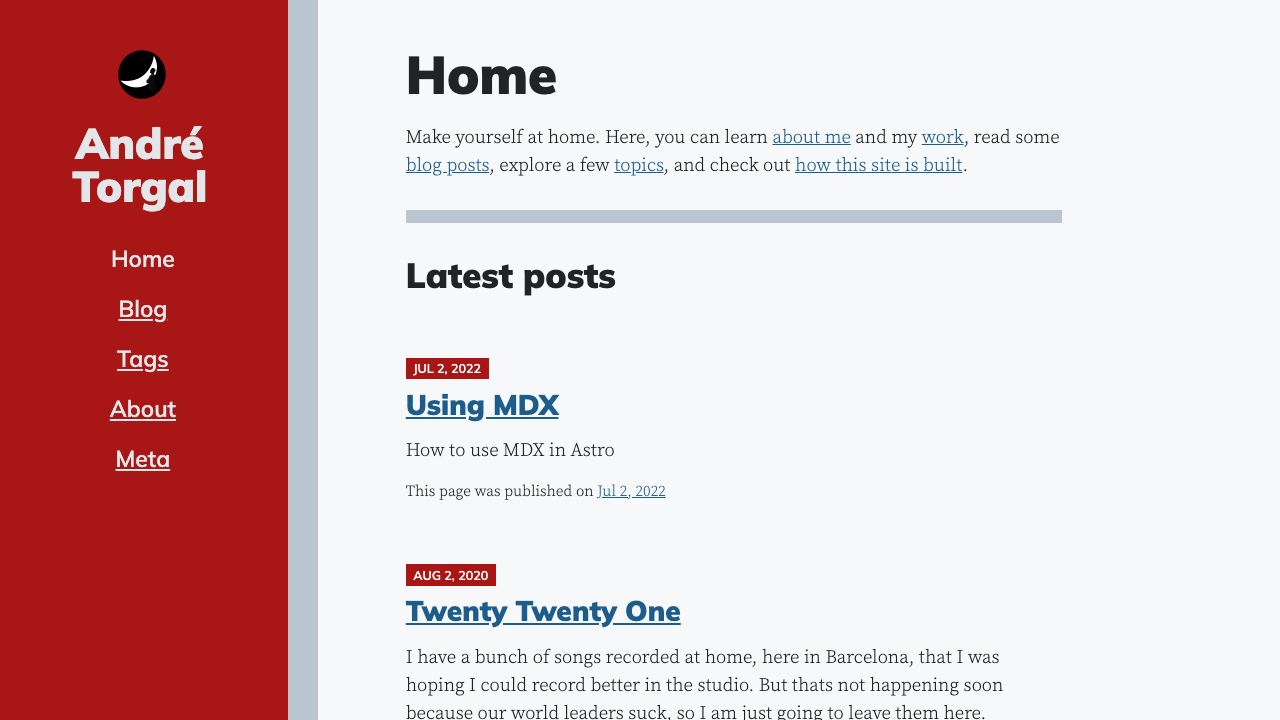 André
Torgal
Home
Blog
Tags
About
Meta
Home
Make yourself at home. Here, you can learn about me and my work, read some
blog posts, explore a few topics, and check out how this site is built.
Latest posts
JUL 2, 2022
Using MDX
How to use MDX in Astro
This page was published on Jul 2, 2022
AUG 2, 2020
Twenty Twenty One
I have a bunch of songs recorded at home, here in Barcelona, that I was
hoping I could record better in the studio. But thats not happening soon
because our world leaders suck, so I am just going to leave them here.